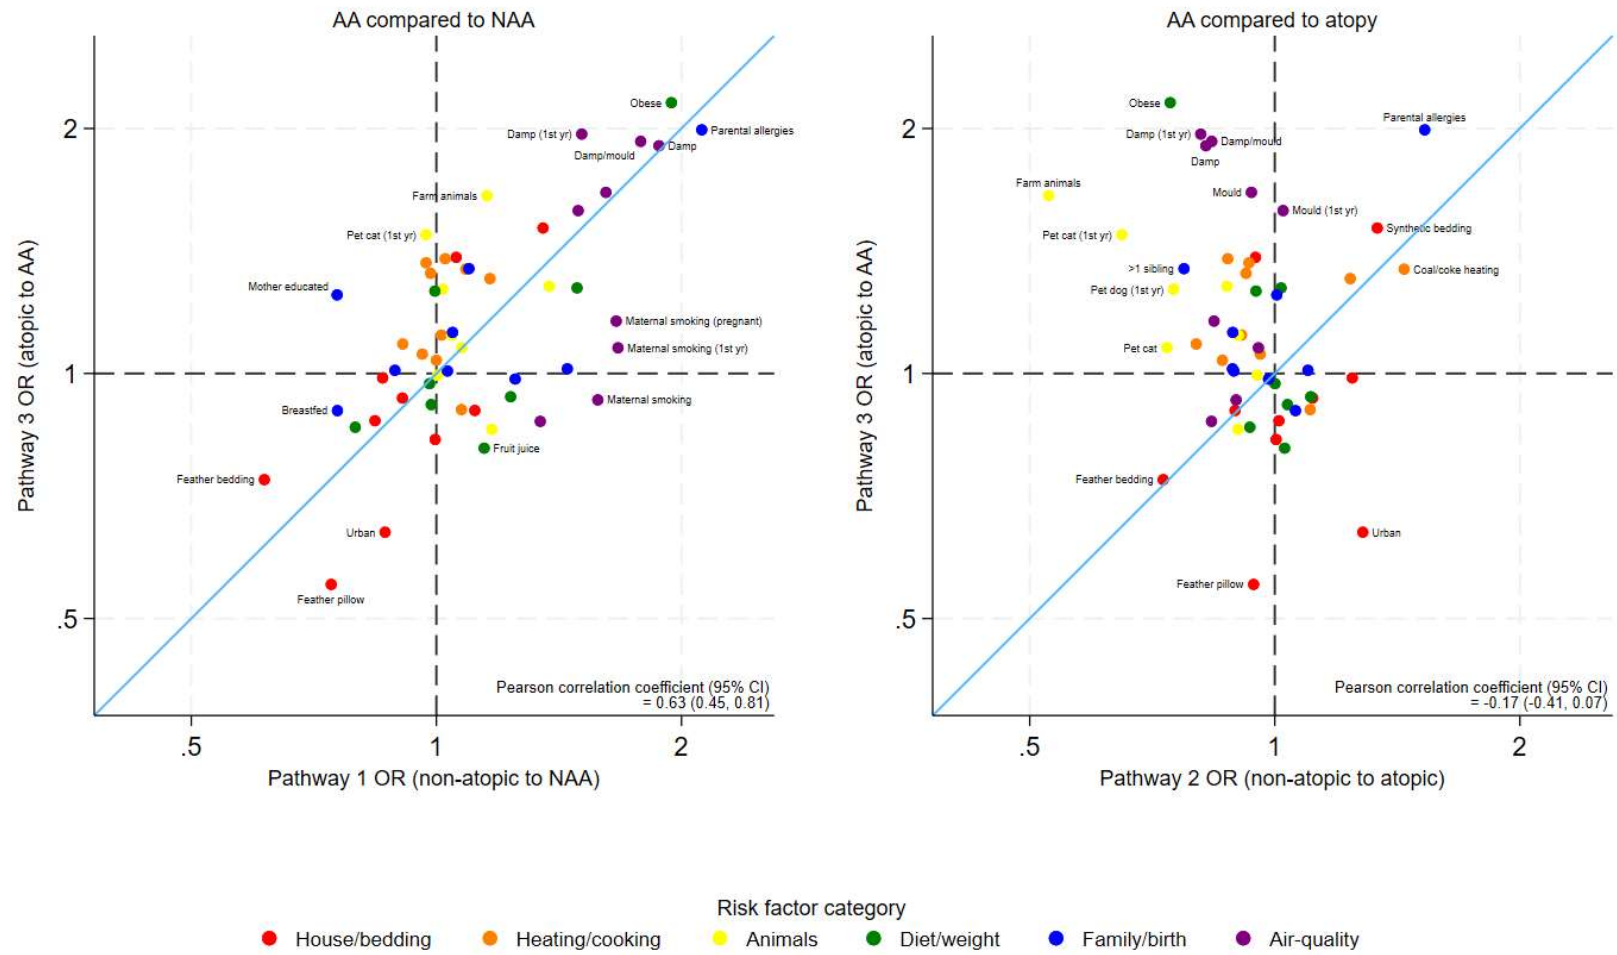 AA compared to NAA
AA compared to atopy
Pathway 3 OR (atopic to AA)
2
1
.5
Obese
Parental allergies
Damp (1st yr)
Damp
Damp/mould
Farm animals
Pet cat (1st yr)
Mother educated
Maternal smoking (pregnant)
Maternal smoking (1st yr)
Maternal smoking
Breastfed
Fruit juice
Feather bedding
Urban
Feather pillow
Pearson correlation coefficient (95% CI)
= 0.63 (0.45, 0.81)
.5
1
2
Pathway 1 OR (non-atopic to NAA)
Pathway 3 OR (atopic to AA)
2
1
.5
Obese
Parental allergies
Damp (1st yr)
Damp/mould
Damp
Farm animals
Mould
Mould (1st yr)
Synthetic bedding
Pet cat (1st yr)
>1 sibling
Coal/coke heating
Pet dog (1st yr)
Pet cat
Feather bedding
Urban
Feather pillow
Pearson correlation coefficient (95% CI)
= -0.17 (-0.41, 0.07)
.5
1
2
Pathway 2 OR (non-atopic to atopic)
Risk factor category
House/bedding
Heating/cooking
Animals
Diet/weight
Family/birth
Air-quality